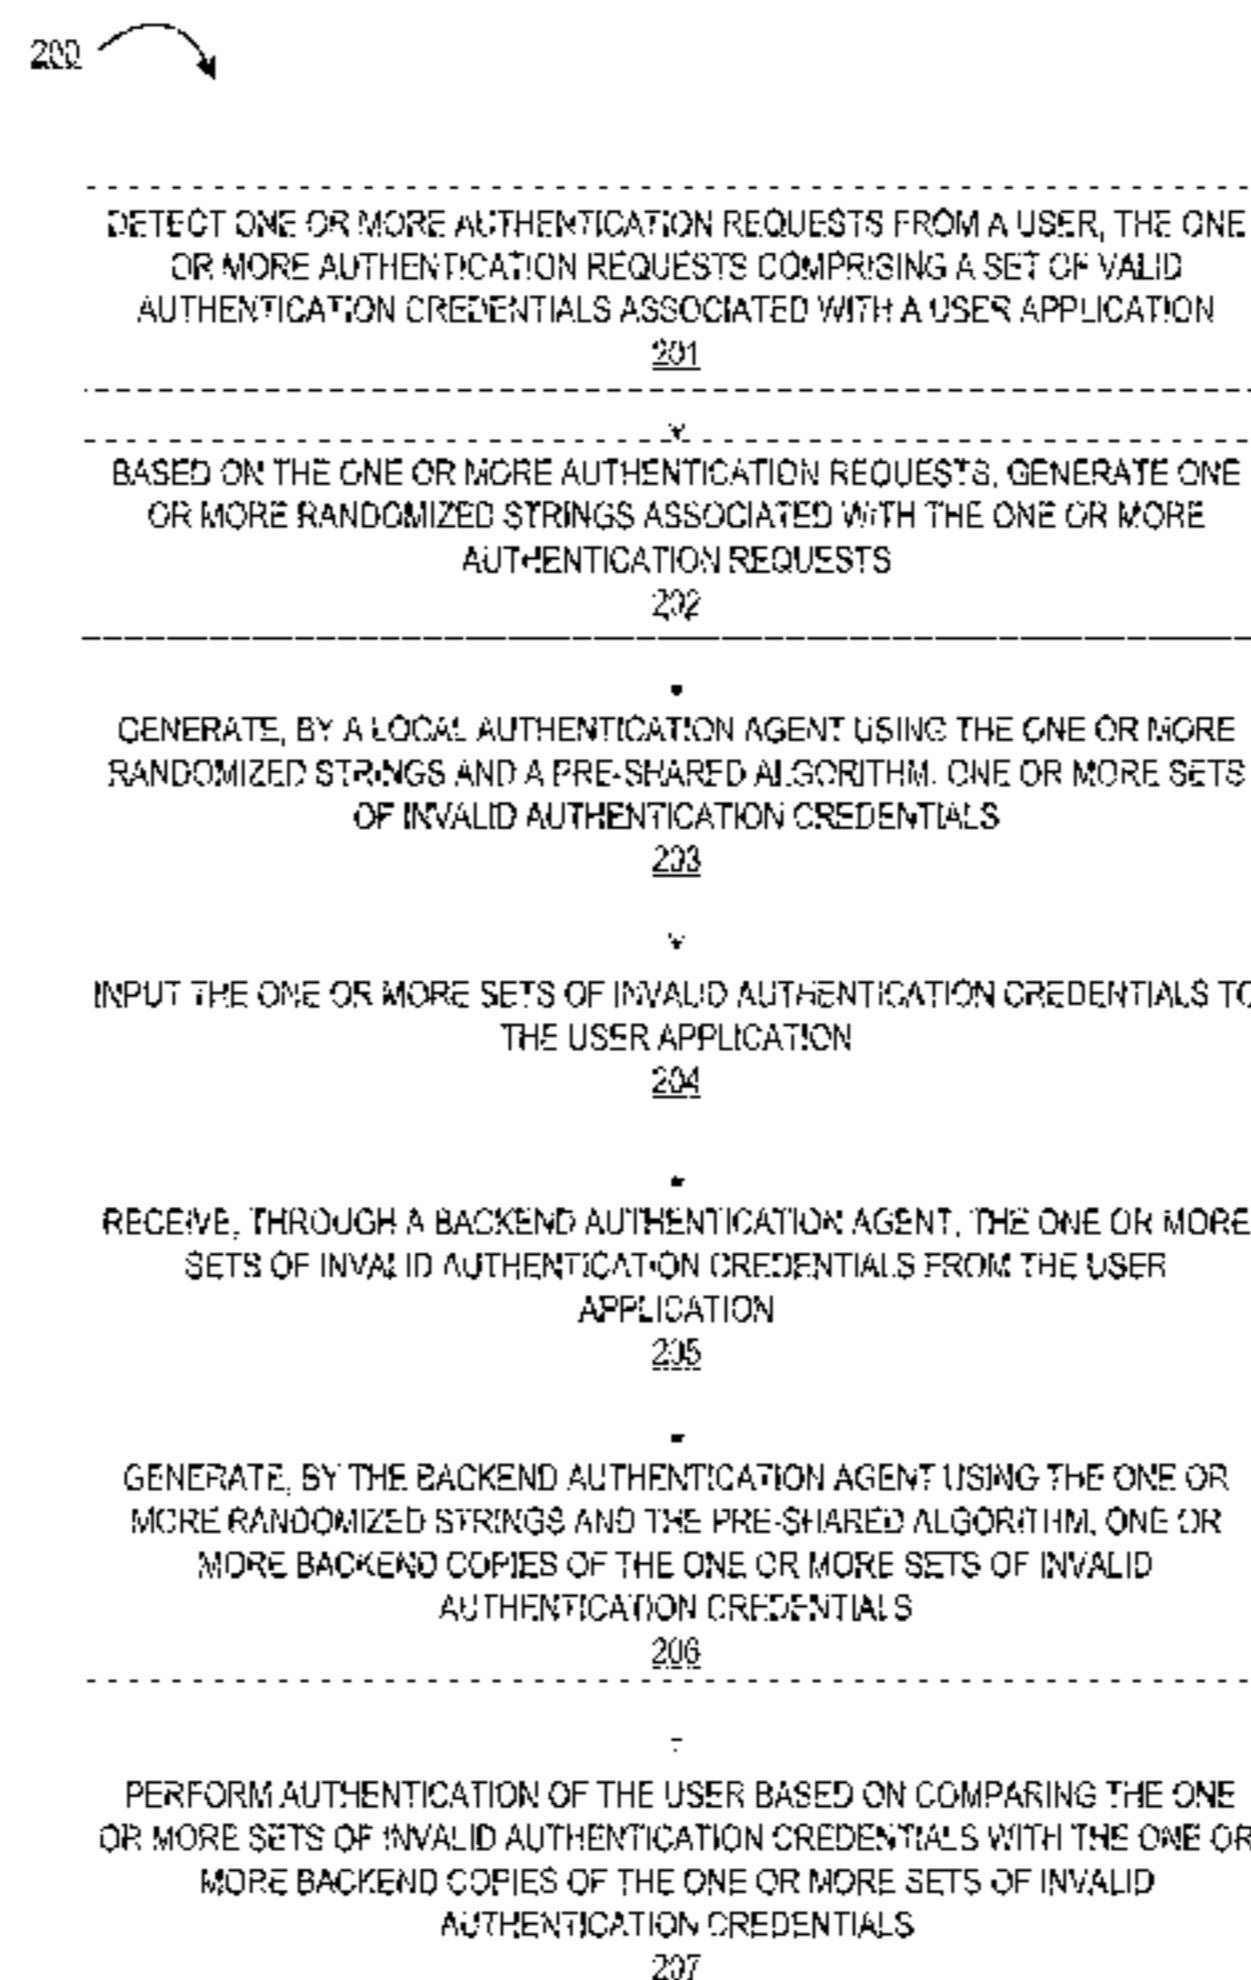 200
DETECT ONE OR MORE AUTHENTICATION REQUESTS FROM A USER, THE ONE
OR MORE AUTHENTICATION REQUESTS COMPRISING A SET OF VALID
AUTHENTICATION CREDENTIALS ASSOCIATED WITH A USER APPLICATION
201
BASED ON THE ONE OR MORE AUTHENTICATION REQUESTS, GENERATE ONE
OR MORE RANDOMIZED STRINGS ASSOCIATED WITH THE ONE OR MORE
AUTHENTICATION REQUESTS
202
GENERATE, BY A LOCAL AUTHENTICATION AGENT USING THE ONE OR MORE
RANDOMIZED STRINGS AND A PRE-SHARED ALGORITHM, ONE OR MORE SETS
OF INVALID AUTHENTICATION CREDENTIALS
203
INPUT THE ONE OR MORE SETS OF INVALID AUTHENTICATION CREDENTIALS TO
THE USER APPLICATION
204
RECEIVE, THROUGH A BACKEND AUTHENTICATION AGENT, THE ONE OR MORE
SETS OF INVALID AUTHENTICATION CREDENTIALS FROM THE USER
APPLICATION
205
GENERATE, BY THE BACKEND AUTHENTICATION AGENT USING THE ONE OR
MORE RANDOMIZED STRINGS AND THE PRE-SHARED ALGORITHM, ONE OR
MORE BACKEND COPIES OF THE ONE OR MORE SETS OF INVALID
AUTHENTICATION CREDENTIALS
206
PERFORM AUTHENTICATION OF THE USER BASED ON COMPARING THE ONE
OR MORE SETS OF INVALID AUTHENTICATION CREDENTIALS WITH THE ONE OR
MORE BACKEND COPIES OF THE ONE OR MORE SETS OF INVALID
AUTHENTICATION CREDENTIALS
207